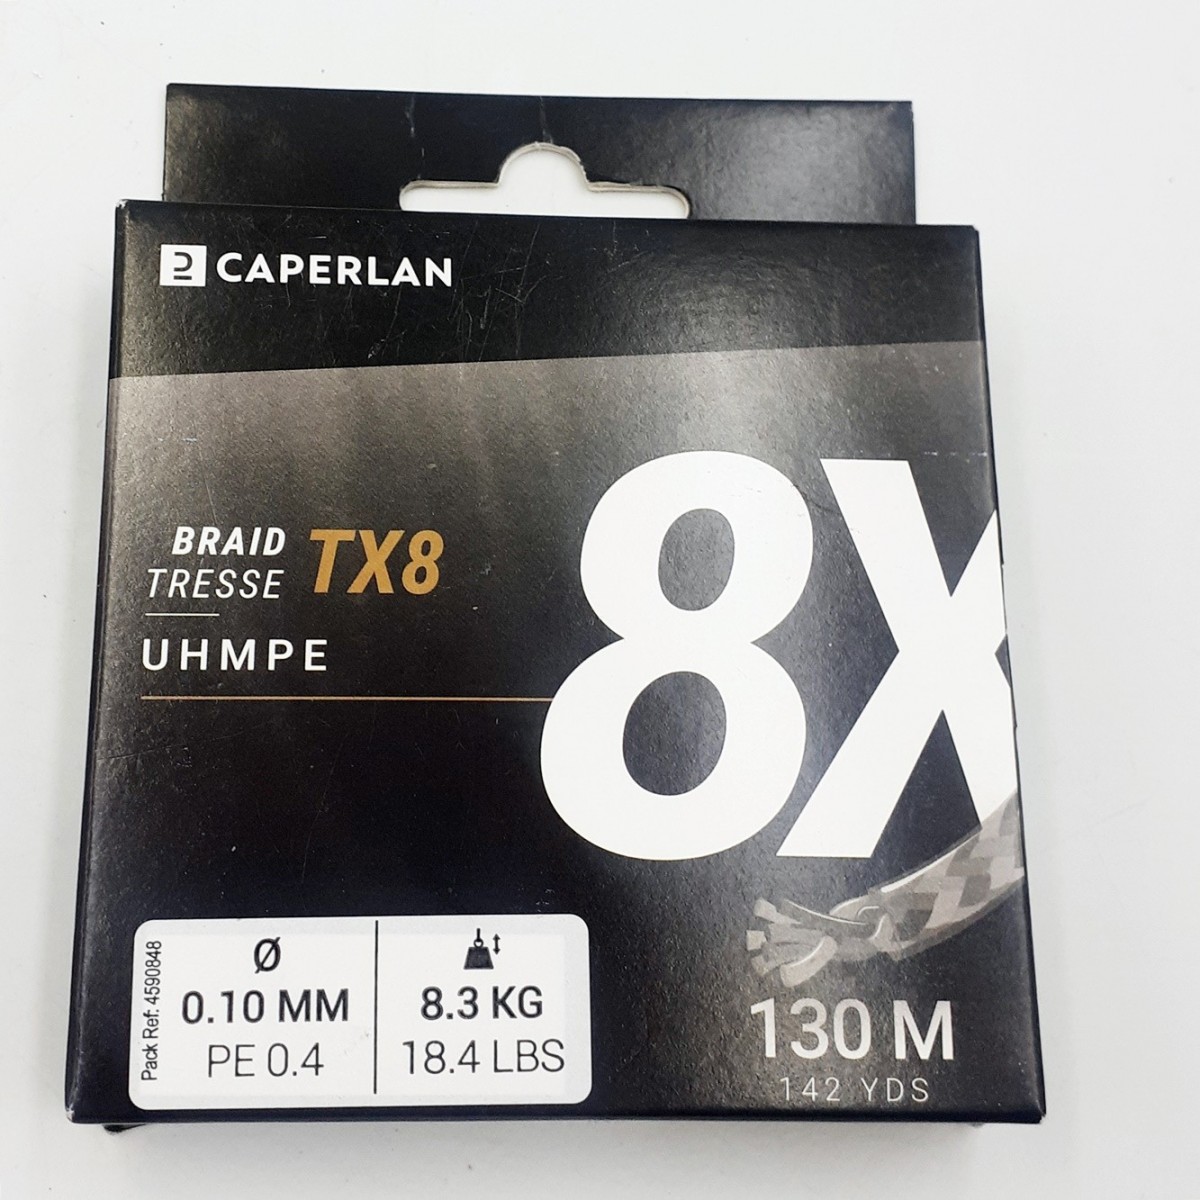 CAPERLAN
8X
BRAID
TRESSE
TX8
UHMPE
Pack Ref: 4590848
Ø
0.10 MM
PE 0.4
8.3 KG
18.4 LBS
130 M
142 YDS